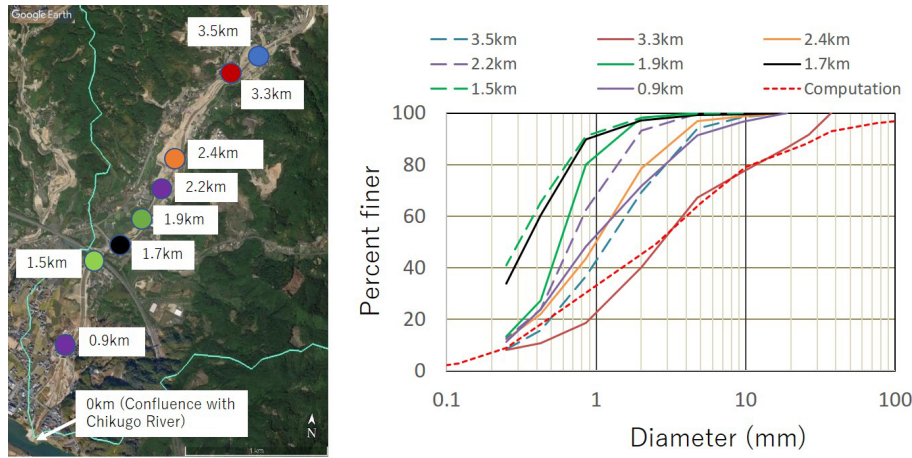 Google Earth
3.5km
3.3km
2.4km
2.2km
1.9km
1.7km
1.5km
0.9km
0km (Confluence with
Chikugo River)
N
1 km
3.5km 3.3km 2.4km
2.2km 1.9km 1.7km
1.5km 0.9km Computation
100
80
60
40
20
0
Percent finer
0.1 1 10 100
Diameter (mm)